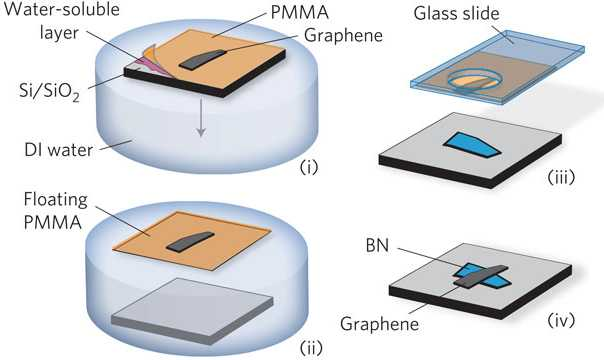 Water-soluble
layer
PMMA
Graphene
Si/SiO2
DI water
(i)
Floating
PMMA
(ii)
Glass slide
(iii)
BN
Graphene
(iv)